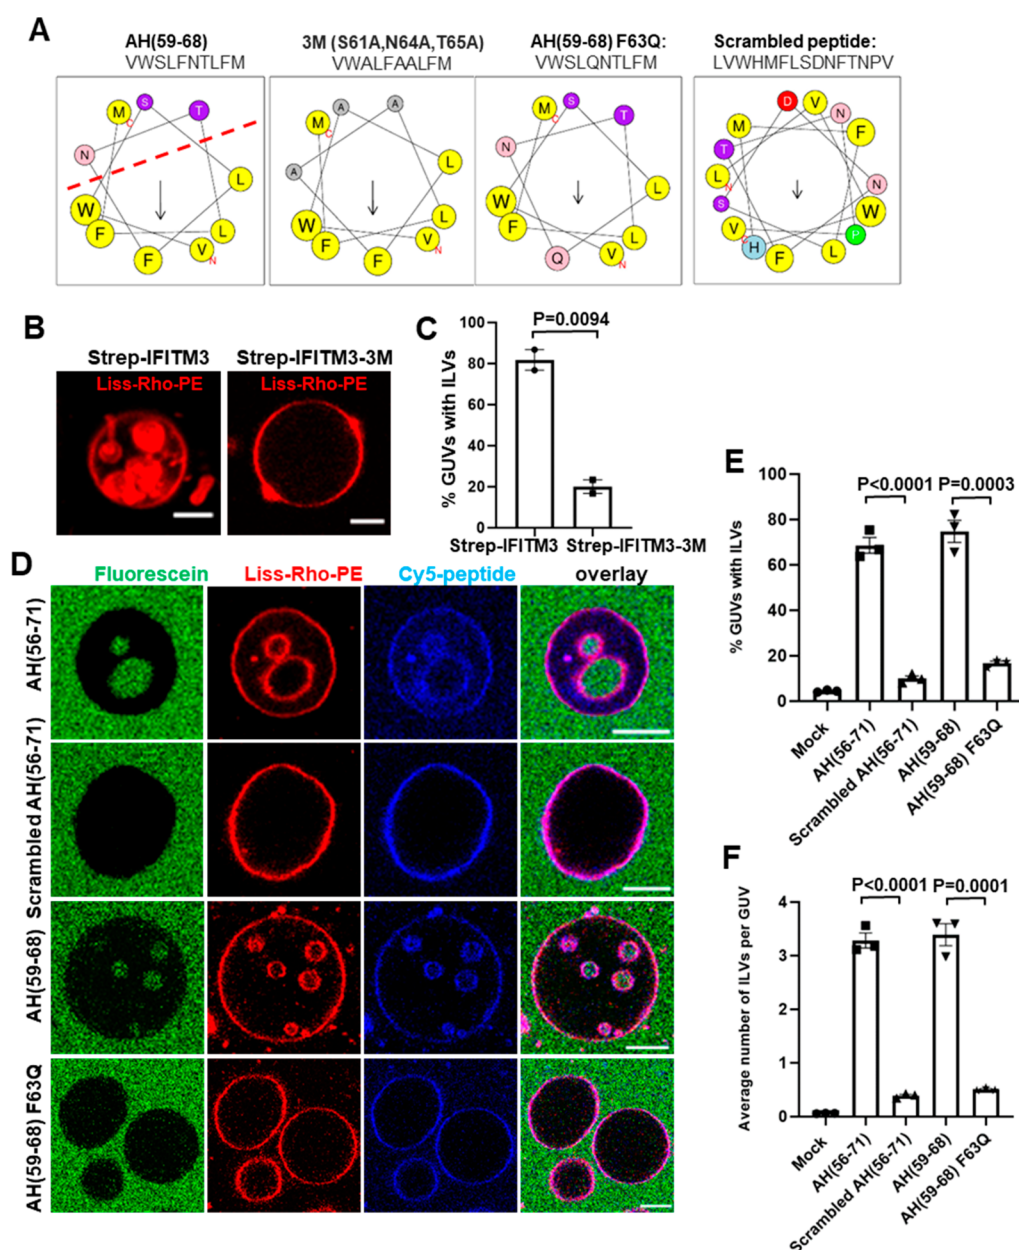 A
AH(59-68)
VWSLFNTLFM
3M (S61A,N64A,T65A)
VWALFAALFM
AH(59-68) F63Q:
VWSLQNTLFM
Scrambled peptide:
LVWHMFLSDNFTNPV
M
C
S
T
N
L
W
F
F
V
N
L
M
C
A
A
A
L
W
F
F
V
N
L
M
C
S
T
N
L
W
F
Q
V
N
L
D
V
N
F
M
T
L
N
S
V
C
H
F
L
P
W
N
B
Strep-IFITM3
Strep-IFITM3-3M
Liss-Rho-PE
Liss-Rho-PE
C
% GUVs with ILVs
100
80
60
40
20
0
P=0.0094
Strep-IFITM3
Strep-IFITM3-3M
D
Fluorescein
Liss-Rho-PE
Cy5-peptide
overlay
AH(56-71)
Scrambled AH(56-71)
AH(59-68)
AH(59-68) F63Q
E
% GUVs with ILVs
100
80
60
40
20
0
P<0.0001
P=0.0003
Mock
AH(56-71)
Scrambled AH(56-71)
AH(59-68)
AH(59-68) F63Q
F
Average number of ILVs per GUV
4
3
2
1
0
P<0.0001
P=0.0001
Mock
AH(56-71)
Scrambled AH(56-71)
AH(59-68)
AH(59-68) F63Q